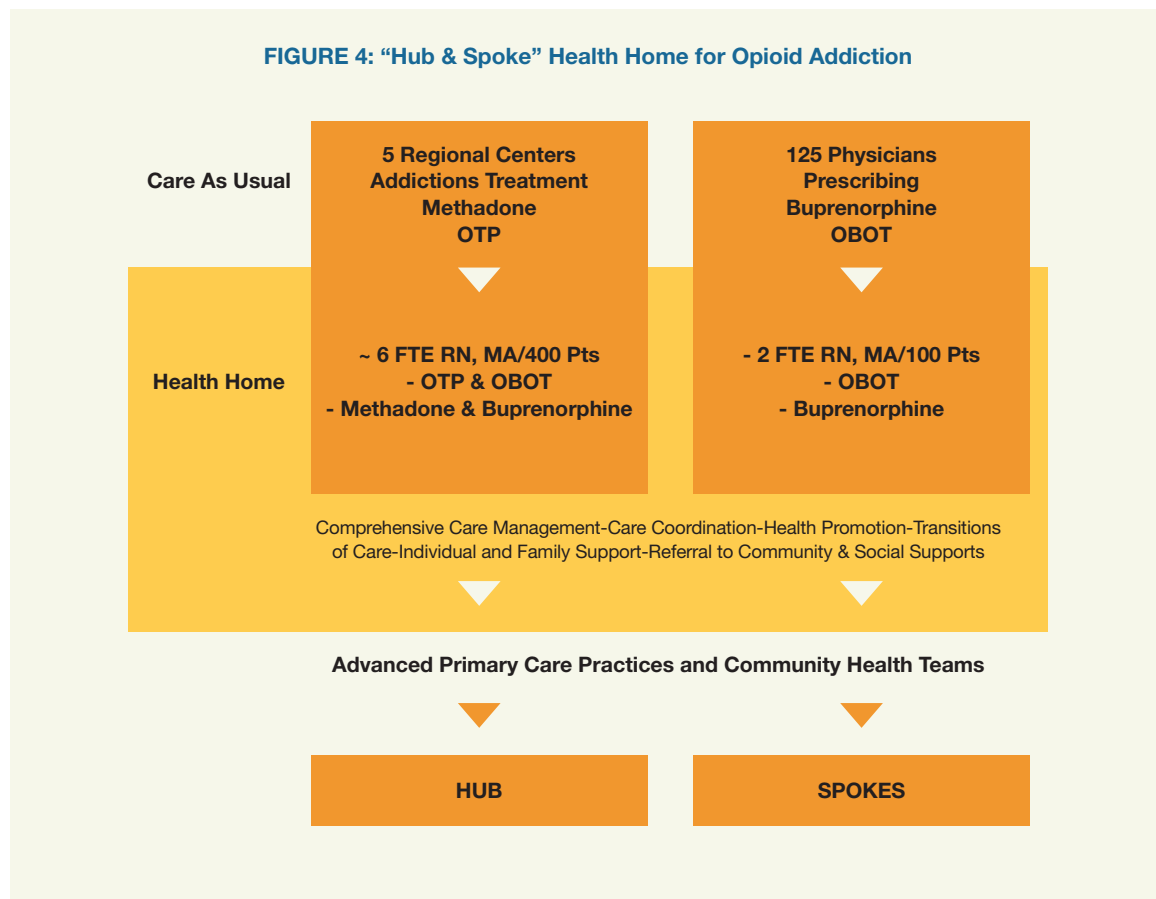 FIGURE 4: “Hub & Spoke” Health Home for Opioid Addiction
Care As Usual
5 Regional Centers
Addictions Treatment
Methadone
OTP
125 Physicians
Prescribing
Buprenorphine
OBOT
Health Home
~ 6 FTE RN, MA/400 Pts
- OTP & OBOT
- Methadone & Buprenorphine
- 2 FTE RN, MA/100 Pts
- OBOT
- Buprenorphine
Comprehensive Care Management-Care Coordination-Health Promotion-Transitions
of Care-Individual and Family Support-Referral to Community & Social Supports
Advanced Primary Care Practices and Community Health Teams
HUB
SPOKES